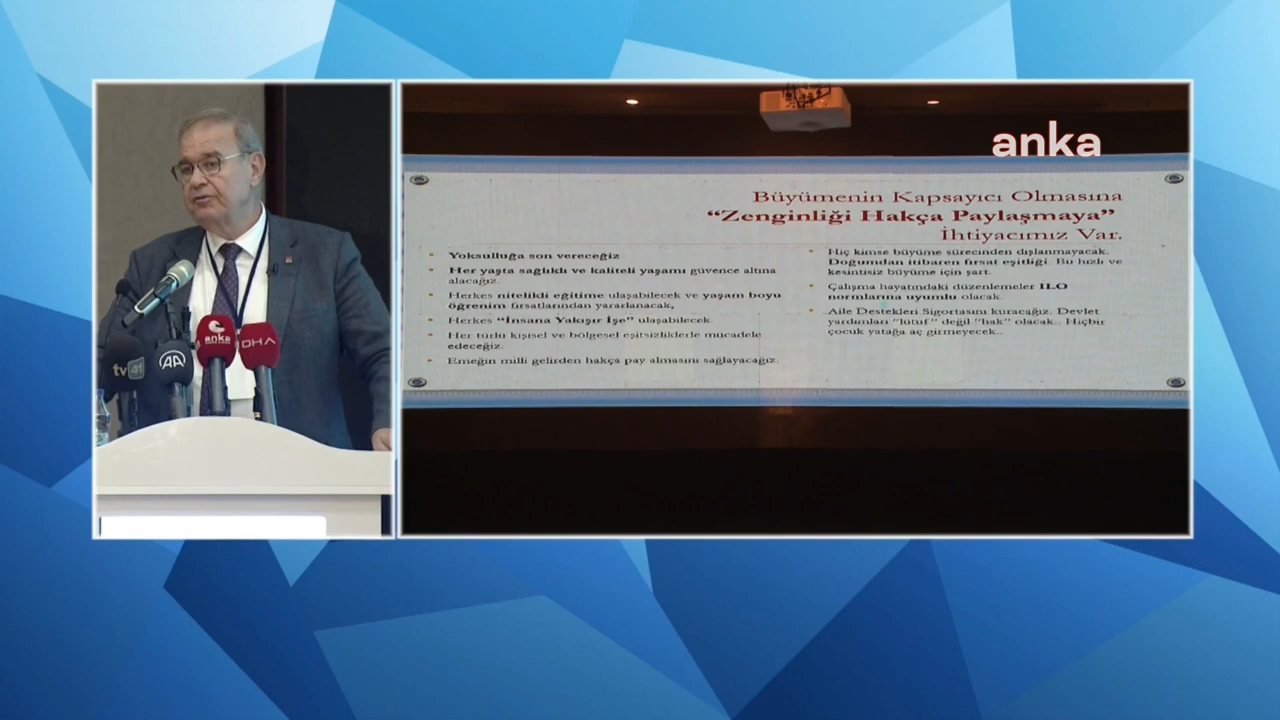 anka
Büyümenin Kapsayıcı Olmasına
“Zenginliği Hakça Paylaşmaya”
İhtiyacımız Var.
Yoksulluğa son vereceğiz
Her yaşta sağlıklı ve kaliteli yaşamı güvence altına
alacağız.
Herkes nitelikli eğitime ulaşabilecek ve yaşam boyu
öğrenim fırsatlarından yararlanacak,
Herkes “İnsana Yakışır İşe” ulaşabilecek.
Her türlü kişisel ve bölgesel eşitsizliklerle mücadele
edeceğiz.
Emeğin milli gelirden hakça pay almasını sağlayacağız.
Hiç kimse büyüme sürecinden dışlanmayacak.
Doğumundan itibaren fırsat eşitliği. Bu hızlı ve
kesintisiz büyüme için şart.
Çalışma hayatındaki düzenlemeler ILO
normlarına uyumlu olacak.
Aile Destekleri Sigortasını kuracağız. Devlet
yardımları “lütuf” değil “hak” olacak.. Hiçbir
çocuk yatağa aç girmeyecek..
tv41
AA
anka
DHA